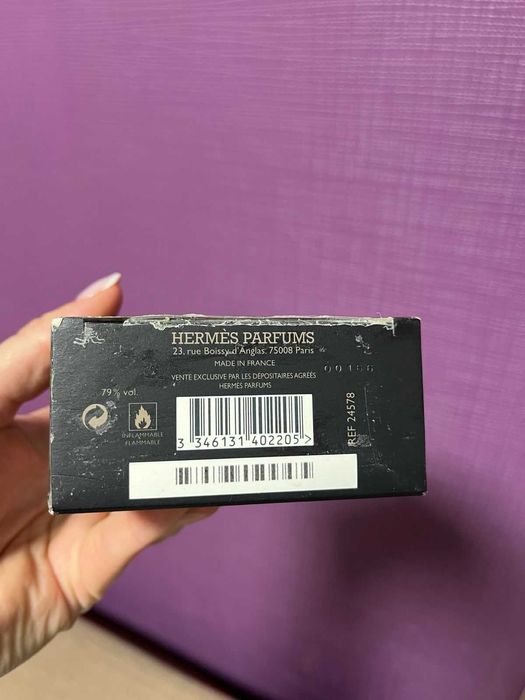 HERMÈS PARFUMS
23, rue Boissy d'Anglas. 75008 Paris
MADE IN FRANCE
VENTE EXCLUSIVE PAR LES DÉPOSITAIRES AGRÉÉS
HERMÈS PARFUMS
79% vol.
INFLAMMABLE
FLAMMABLE
3 346131 402205 >
REF 24578